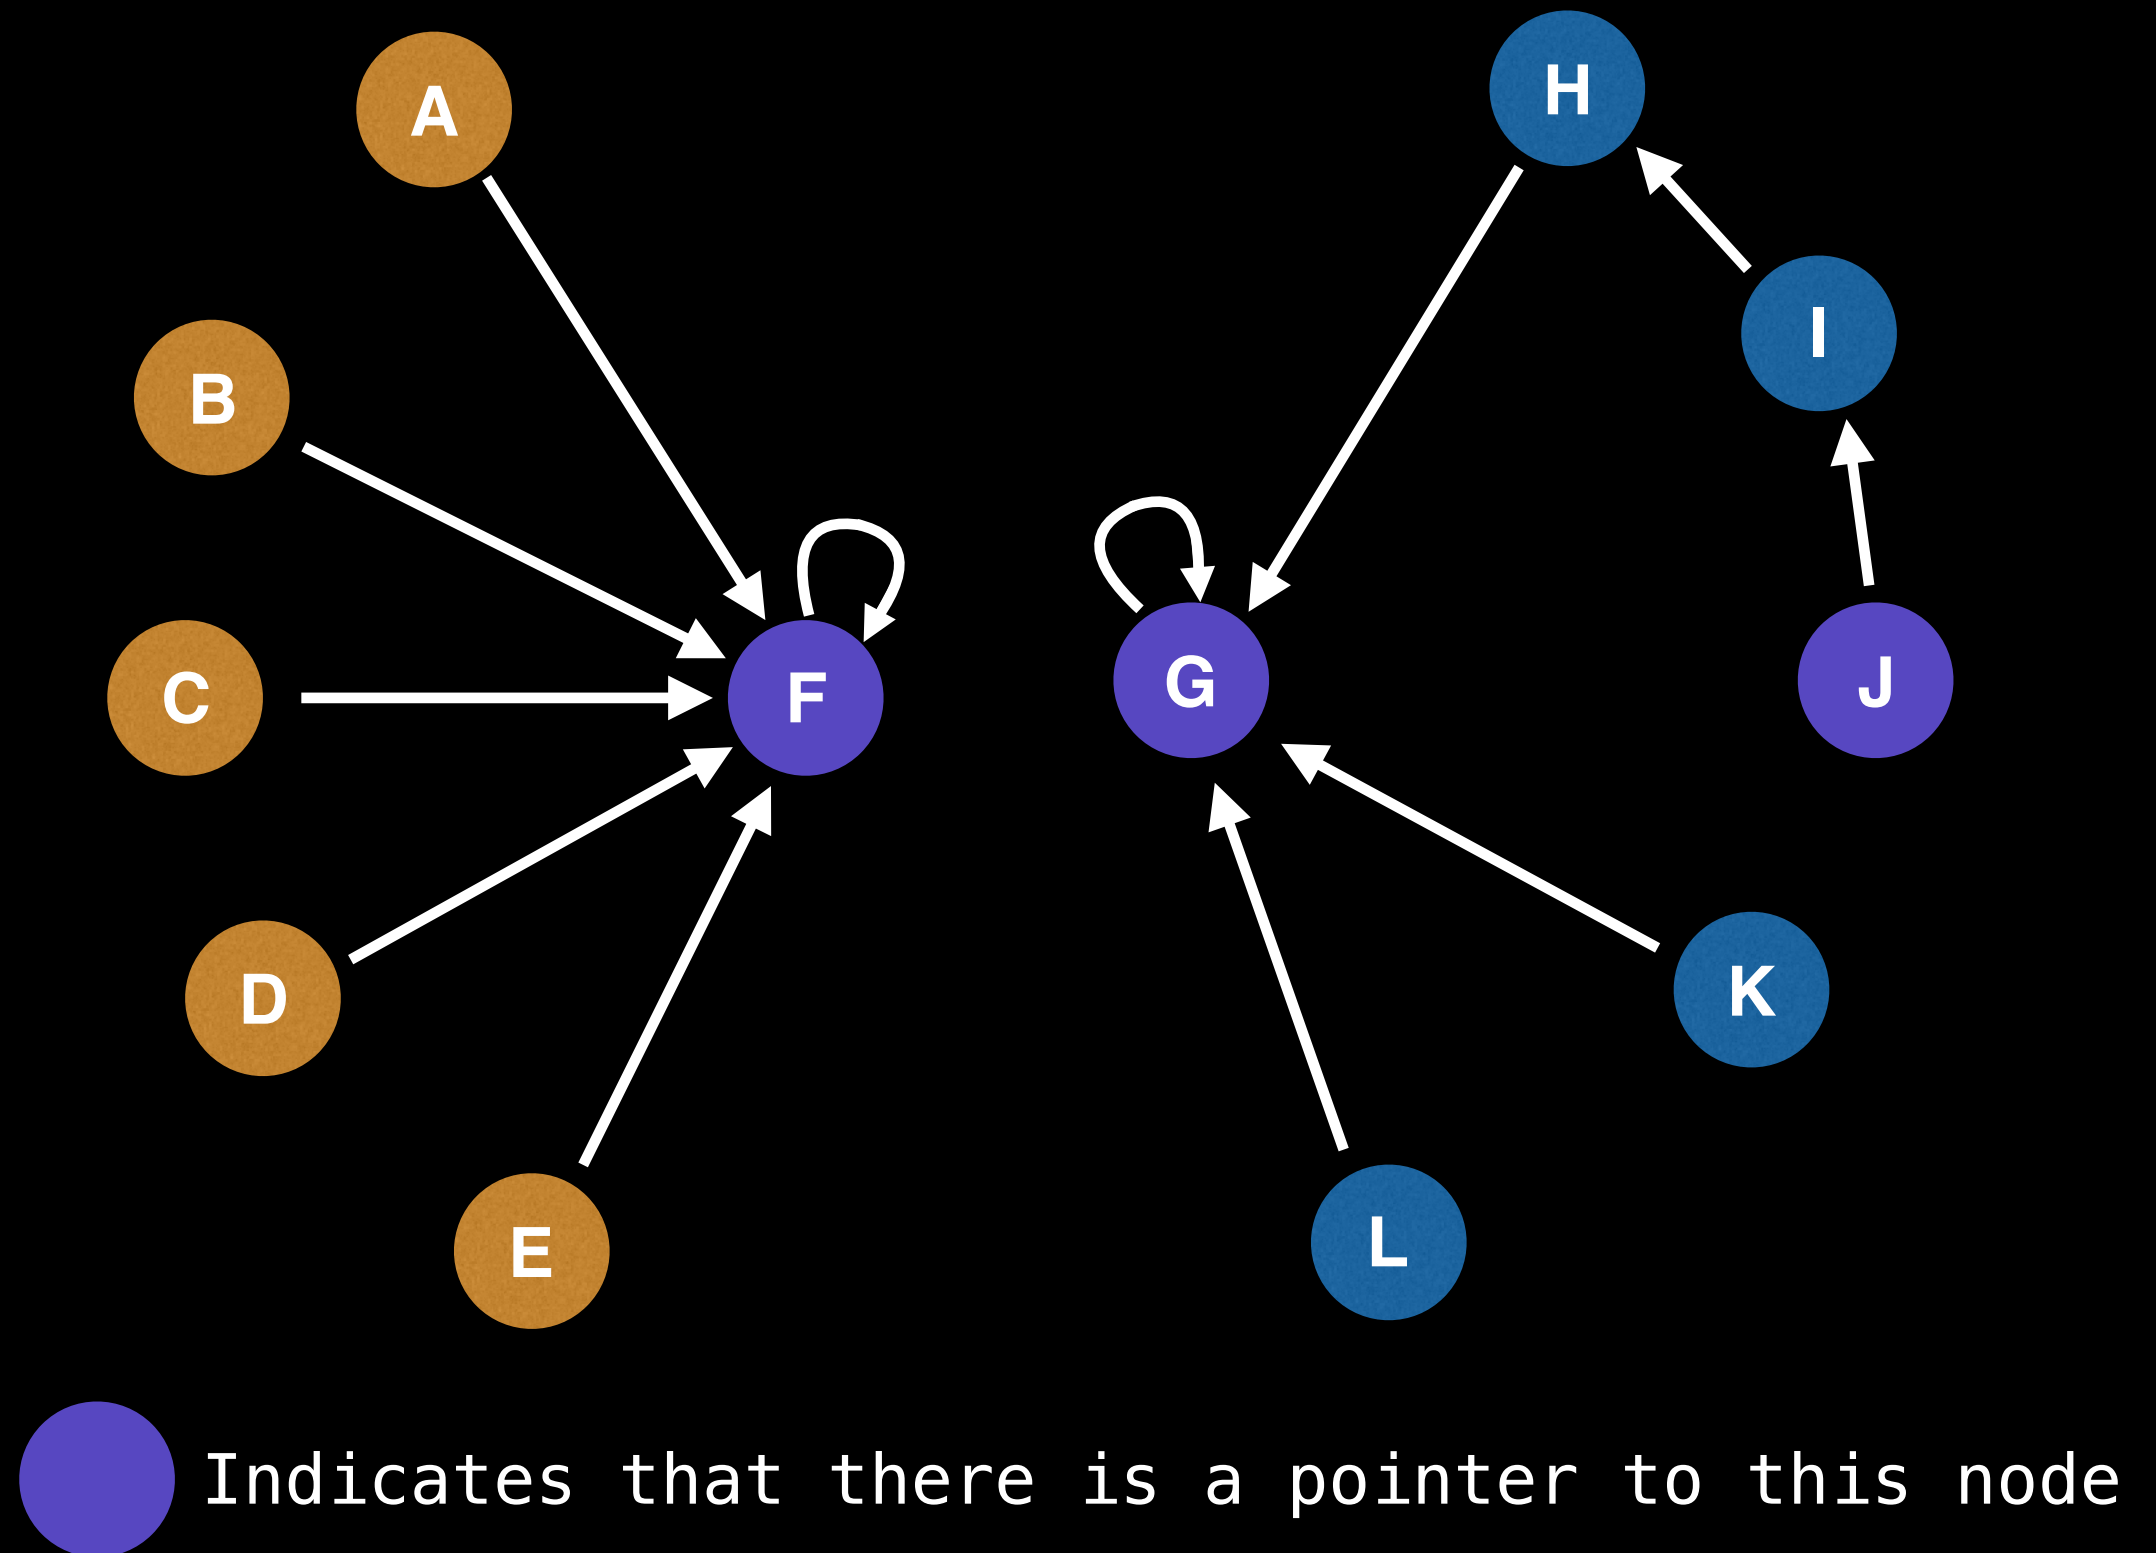 A
H
B
I
C
F
G
J
D
K
E
L
Indicates that there is a pointer to this node